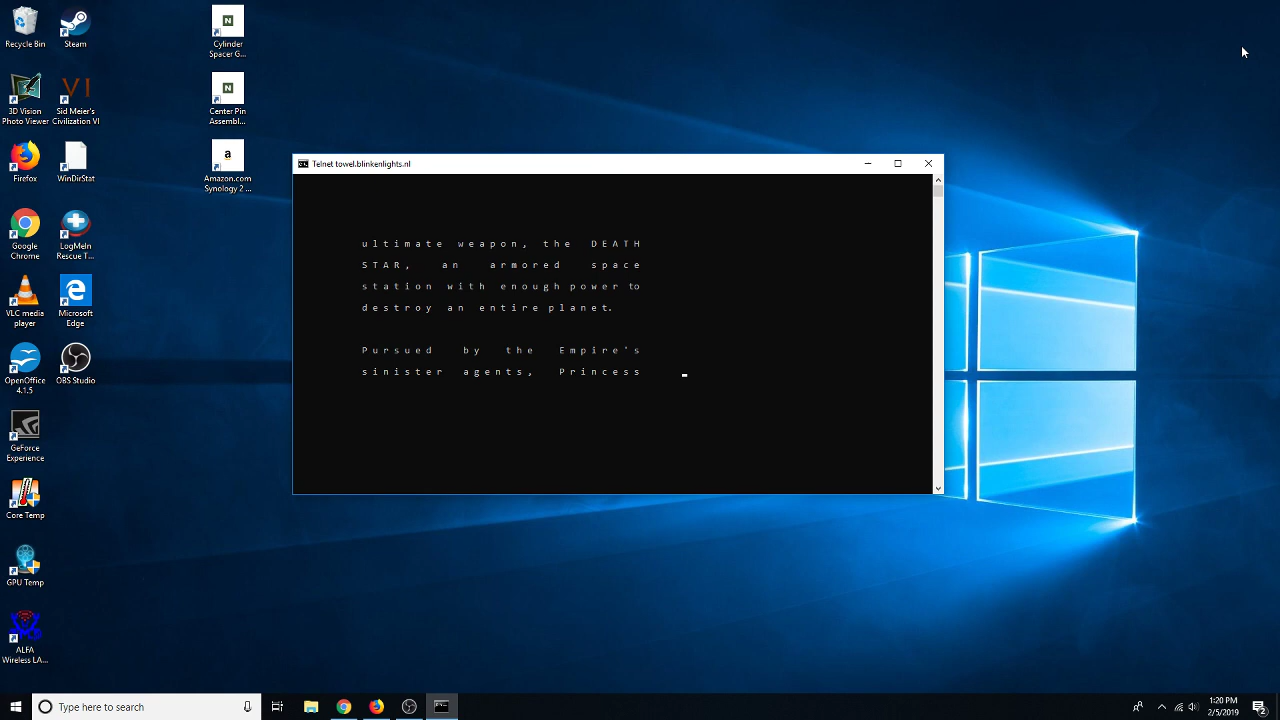 Recycle Bin
Steam
Cylinder
Spacer G...
3D Vision
Photo Viewer
Sid Meier's
Civilization VI
Center Pin
Assembl...
Firefox
WinDirStat
a
Amazon.com
Synology 2 ...
Google
Chrome
LogMeIn
Rescue T...
VLC media
player
Microsoft
Edge
OpenOffice
4.1.5
OBS Studio
GeForce
Experience
Core Temp
GPU Temp
ALFA
Wireless LA...
N
N
VI
Telnet towel.blinkenlights.nl
ultimate weapon, the DEATH
STAR, an armored space
station with enough power to
destroy an entire planet.
Pursued by the Empire's
sinister agents, Princess
Type here to search
1:20 PM
2/5/2019
2